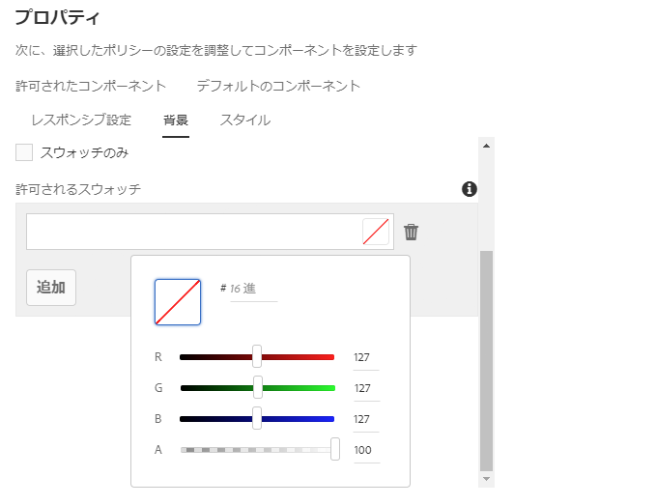 プロパティ
次に、選択したポリシーの設定を調整してコンポーネントを設定します
許可されたコンポーネント デフォルトのコンポーネント
レスポンシブ設定 背景 スタイル
スウォッチのみ
許可されるスウォッチ
追加
# 16 進
R 127
G 127
B 127
A 100